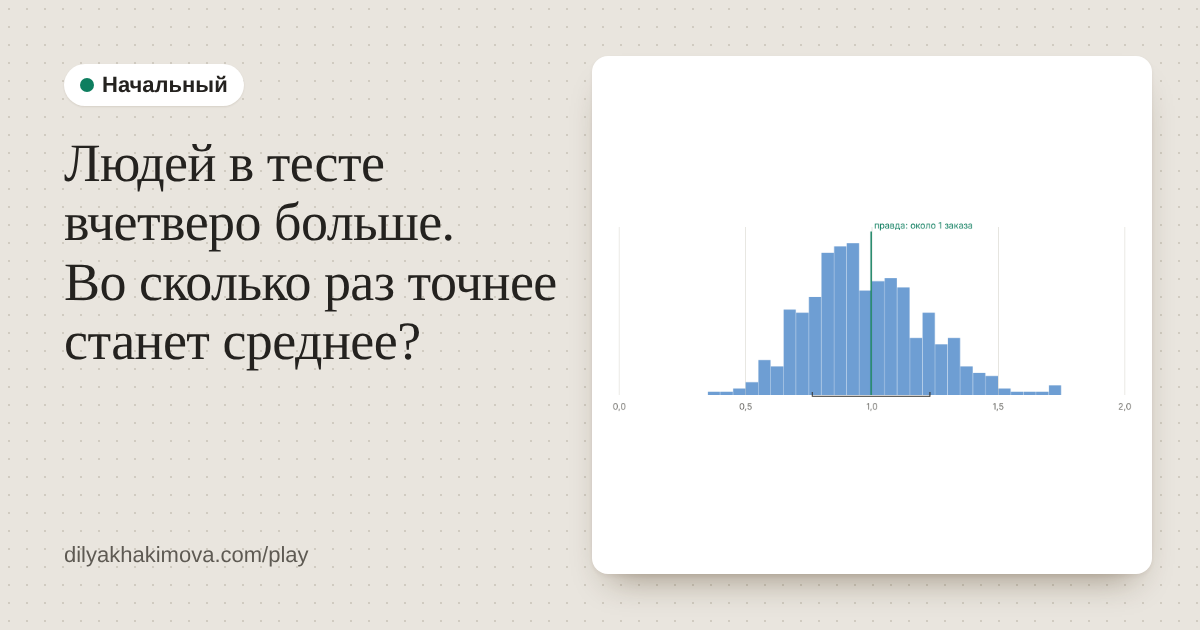 Начальный
Людей в тесте
вчетверо больше.
Во сколько раз точнее
станет среднее?
dilyakhakimova.com/play
правда: около 1 заказа
0,0 0,5 1,0 1,5 2,0